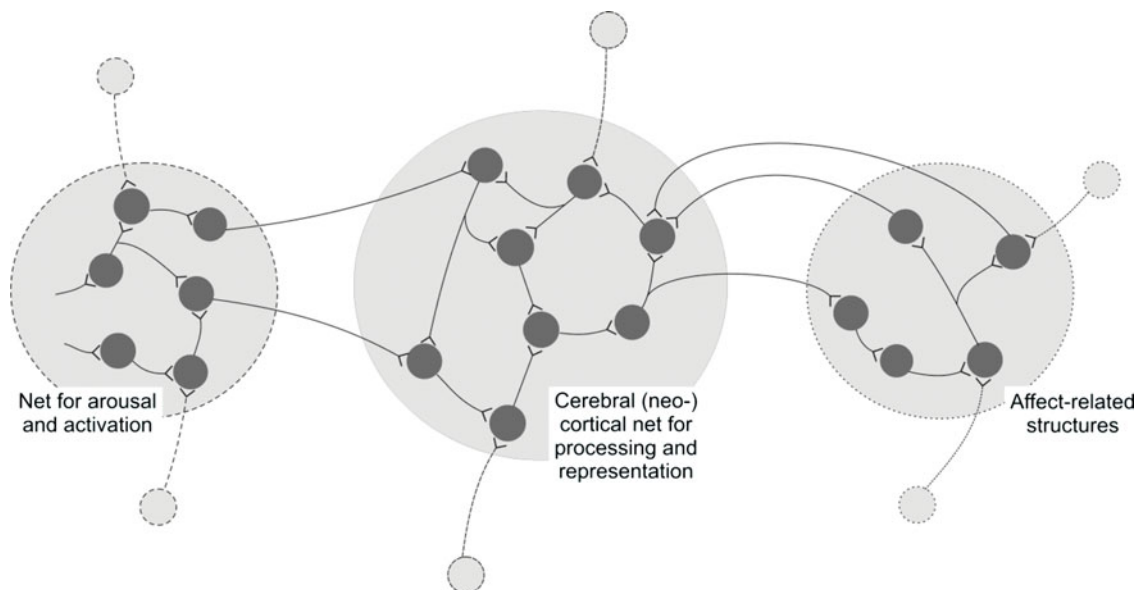 Net for arousal
and activation
Cerebral (neo-)
cortical net for
processing and
representation
Affect-related
structures